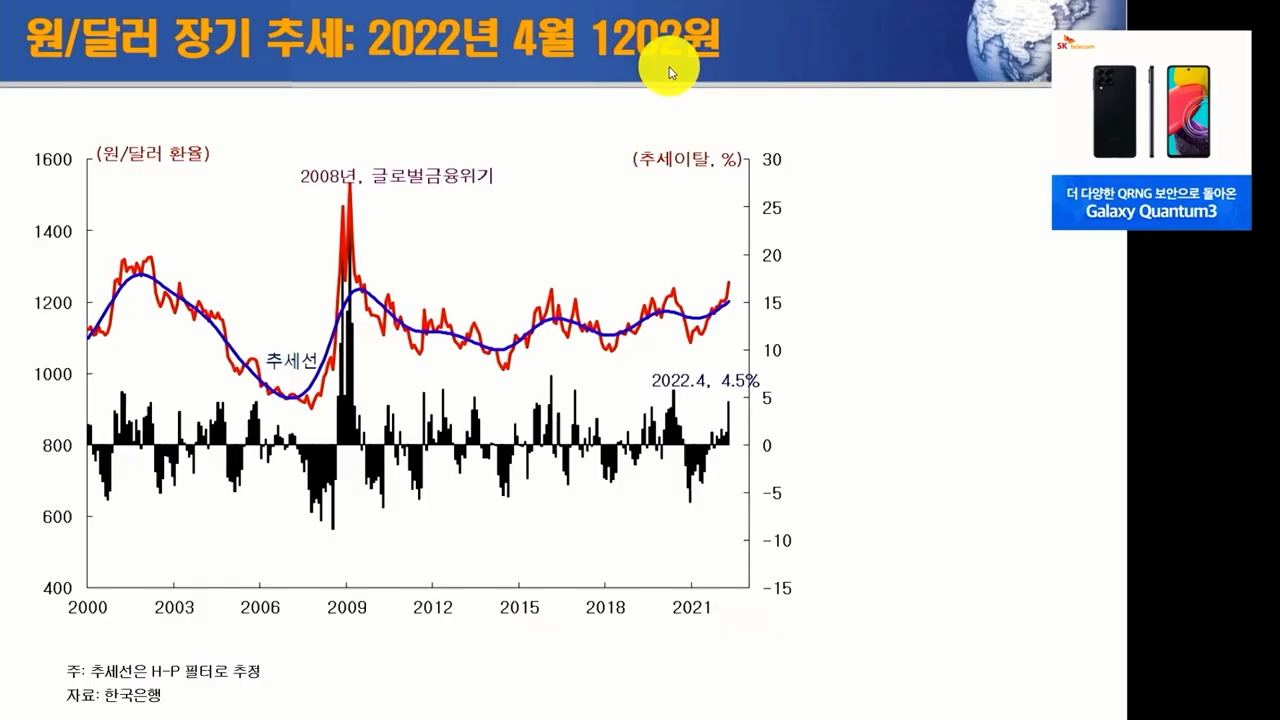 원/달러 장기 추세: 2022년 4월 1202원
SK telecom
더 다양한 QRNG 보안으로 돌아온
Galaxy Quantum3
(원/달러 환율)
(추세이탈, %)
2008년, 글로벌금융위기
추세선
2022.4, 4.5%
1600
1400
1200
1000
800
600
400
30
25
20
15
10
5
0
-5
-10
-15
2000 2003 2006 2009 2012 2015 2018 2021
주: 추세선은 H-P 필터로 추정
자료: 한국은행